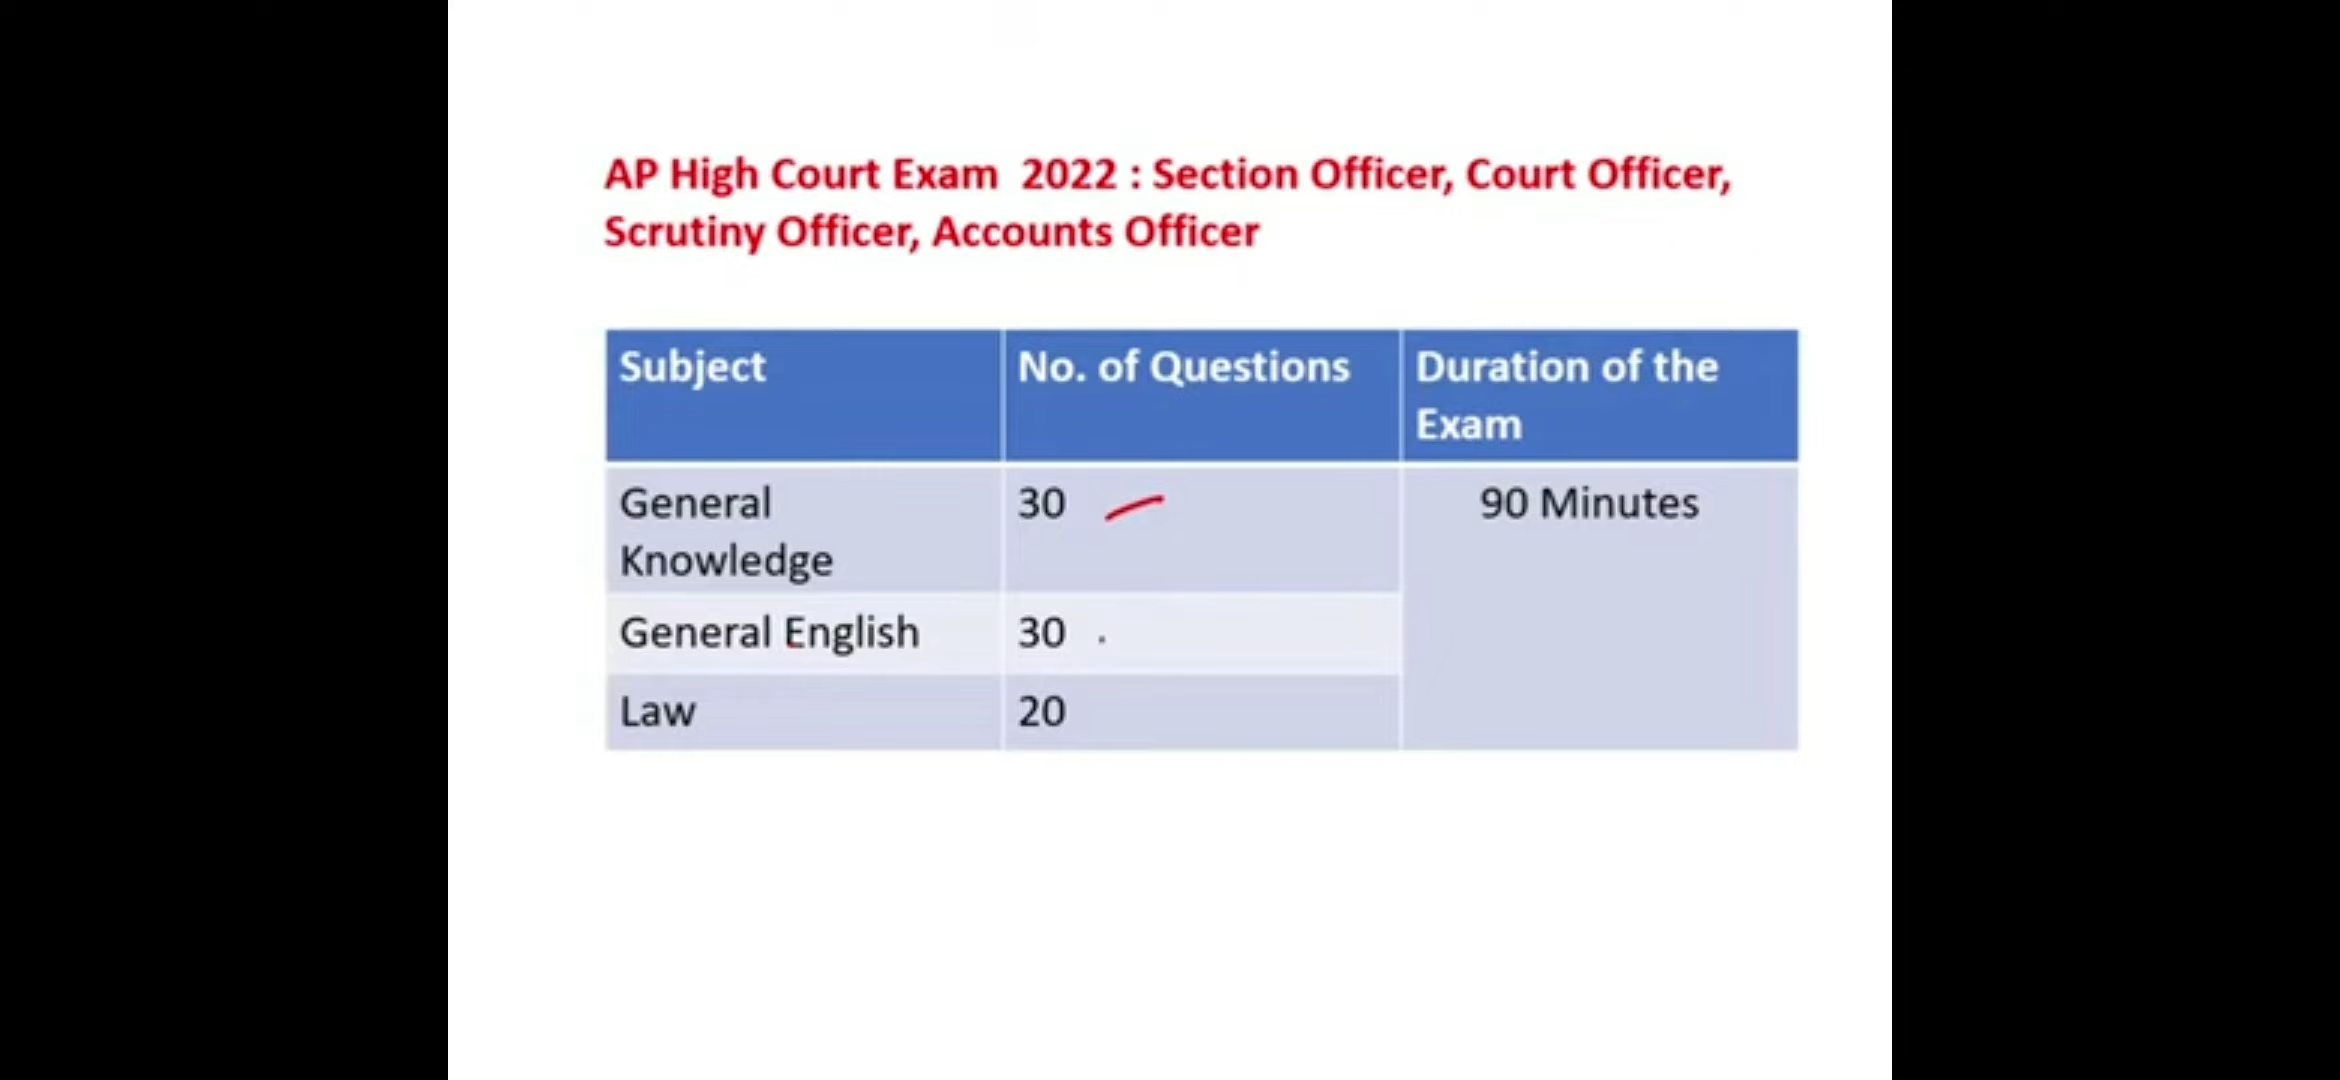 AP High Court Exam 2022 : Section Officer, Court Officer,
Scrutiny Officer, Accounts Officer
Subject
No. of Questions
Duration of the
Exam
General
Knowledge
30
90 Minutes
General English
30
Law
20